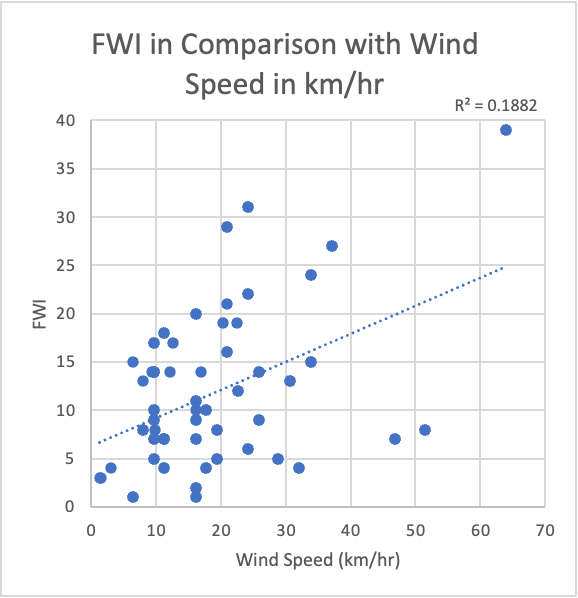 FWI in Comparison with Wind
Speed in km/hr
R² = 0.1882
40
35
30
25
20
15
10
5
0
FWI
0 10 20 30 40 50 60 70
Wind Speed (km/hr)